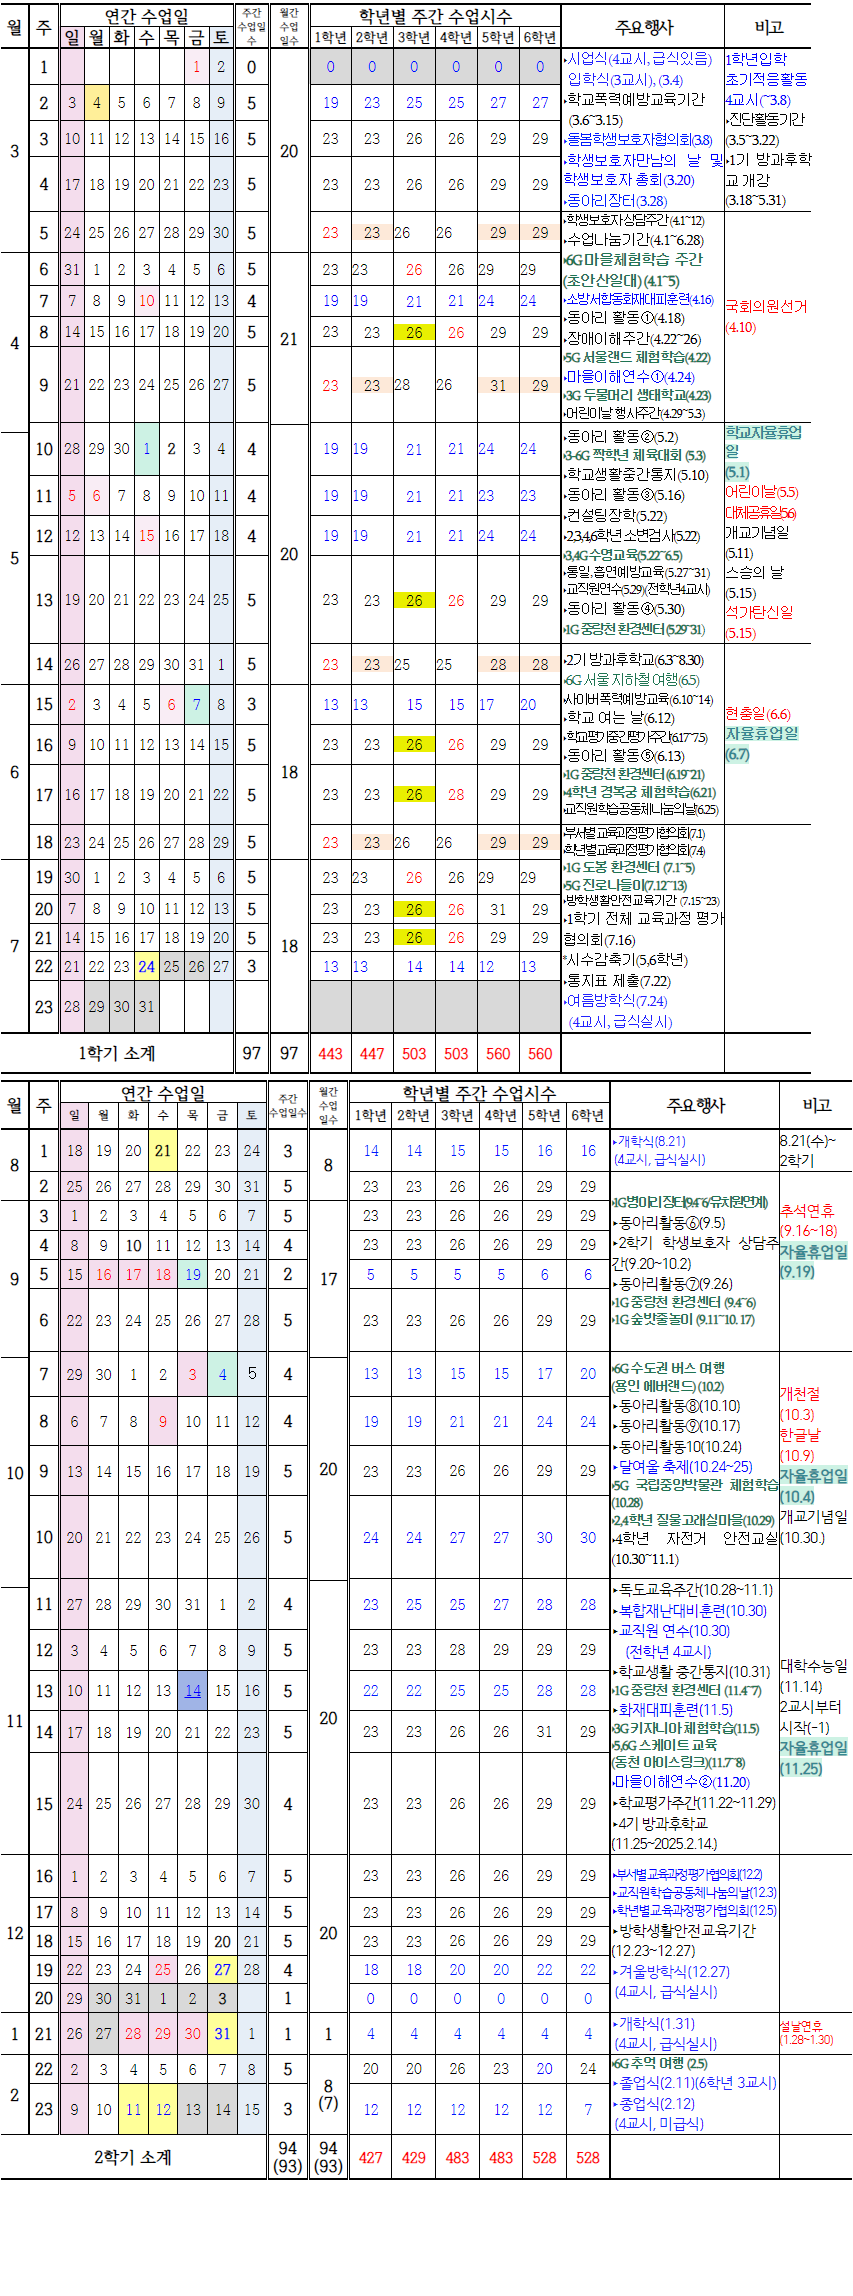 월 주 연간 수업일 주간 수업일수 월간 수업일수 학년별 주간 수업시수 주요행사 비고
일 월 화 수 목 금 토 1학년 2학년 3학년 4학년 5학년 6학년
3
1 1 2 0 0 0 0 0 0 0
2 3 4 5 6 7 8 9 5 19 23 25 25 27 27
3 10 11 12 13 14 15 16 5 23 23 26 26 29 29
20
4 17 18 19 20 21 22 23 5 23 23 26 26 29 29
5 24 25 26 27 28 29 30 5 23 23 26 26 29 29
‣시업식(4교시, 급식있음)
입학식(3교시), (3.4)
‣학교폭력예방교육기간
(3.6~3.15)
‣돌봄학생보호자협의회(3.8)
‣학생보호자만남의 날 및
학생보호자 총회(3.20)
‣동아리장터(3.28)
‣학생보호자상담주간(4.1~12)
‣수업나눔기간(4.1~6.28)
1학년입학
초기적응활동
4교시(~3.8)
‣진단활동기간
(3.5~3.22)
‣1기 방과후학
교 개강
(3.18~5.31)
4
6 31 1 2 3 4 5 6 5 23 23 26 26 29 29
7 7 8 9 10 11 12 13 4 19 19 21 21 24 24
21
8 14 15 16 17 18 19 20 5 23 23 26 26 29 29
9 21 22 23 24 25 26 27 5 23 23 28 26 31 29
‣6G 마을체험학습 주간
(초안산일대) (4.1~5)
‣소방서합동화재대피훈련(4.16)
‣동아리 활동①(4.18)
‣장애이해주간(4.22~26)
‣5G 서울랜드 체험학습(4.22)
‣마을이해연수①(4.24)
‣3G 두물머리 생태학교(4.23)
‣어린이날 행사주간(4.29~5.3)
국회의원선거
(4.10)
5
10 28 29 30 1 2 3 4 4 19 19 21 21 24 24
11 5 6 7 8 9 10 11 4 19 19 21 21 23 23
12 12 13 14 15 16 17 18 4 19 19 21 21 24 24
20
13 19 20 21 22 23 24 25 5 23 23 26 26 29 29
14 26 27 28 29 30 31 1 5 23 23 25 25 28 28
‣동아리 활동②(5.2)
‣3-6G 짝학년 체육대회 (5.3)
‣학교생활중간통지(5.10)
‣동아리 활동③(5.16)
‣컨설팅장학(5.22)
‣2,3,4,6학년 소변검사(5.22)
‣3,4G수영교육(5.22~6.5)
‣통일,흡연예방교육(5.27~31)
‣교직원연수(5.29)(전학년4교시)
‣동아리 활동④(5.30)
‣1G 중랑천 환경센터 (5.29~31)
‣2기 방과후학교(6.3~8.30)
학교자율휴업
일
(5.1)
어린이날(5.5)
대체공휴일(5.6)
개교기념일
(5.11)
스승의 날
(5.15)
석가탄신일
(5.15)
6
15 2 3 4 5 6 7 8 3 13 13 15 15 17 20
16 9 10 11 12 13 14 15 5 23 23 26 26 29 29
18
17 16 17 18 19 20 21 22 5 23 23 26 28 29 29
18 23 24 25 26 27 28 29 5 23 23 26 26 29 29
‣6G 서울 지하철 여행(6.5)
‣사이버폭력예방교육(6.10~14)
‣학교 여는 날(6.12)
‣학교평가중간평가주간(6.17~7.5)
‣동아리 활동⑤(6.13)
‣1G 중랑천 환경센터 (6.19~21)
‣4학년 경복궁 체험학습(6.21)
‣교직원학습공동체나눔의날(6.25)
‣부서별교육과정평가협의회(7.1)
‣학년별교육과정평가협의회(7.4)
현충일(6.6)
자율휴업일
(6.7)
7
19 30 1 2 3 4 5 6 5 23 23 26 26 29 29
20 7 8 9 10 11 12 13 5 23 23 26 26 31 29
21 14 15 16 17 18 19 20 5 23 23 26 26 29 29
18
22 21 22 23 24 25 26 27 3 13 13 14 14 12 13
23 28 29 30 31
‣1G 도봉 환경센터 (7.1~5)
‣5G 진로나들이(7.12~13)
‣방학생활안전교육기간 (7.15~23)
‣1학기 전체 교육과정 평가
협의회(7.16)
*시수감축기(5,6학년)
‣통지표 제출(7.22)
‣여름방학식(7.24)
(4교시, 급식실시)
1학기 소계 97 97 443 447 503 503 560 560
월 주 연간 수업일 주간 수업일수 월간 수업일수 학년별 주간 수업시수 주요행사 비고
일 월 화 수 목 금 토 1학년 2학년 3학년 4학년 5학년 6학년
8
1 18 19 20 21 22 23 24 3 8 14 14 15 15 16 16
2 25 26 27 28 29 30 31 5 23 23 26 26 29 29
‣개학식(8.21)
(4교시, 급식실시)
8.21(수)~
2학기
9
3 1 2 3 4 5 6 7 5 23 23 26 26 29 29
4 8 9 10 11 12 13 14 4 23 23 26 26 29 29
5 15 16 17 18 19 20 21 2 17 5 5 5 5 6 6
6 22 23 24 25 26 27 28 5 23 23 26 26 29 29
‣1G병아리장터(9.4~6/유치원연계)
‣동아리활동⑥(9.5)
‣2학기 학생보호자 상담주
간(9.20~10.2)
‣동아리활동⑦(9.26)
‣1G 중랑천 환경센터 (9.4~6)
‣1G 숲밧줄놀이 (9.11~10. 17)
추석연휴
(9.16~18)
자율휴업일
(9.19)
10
7 29 30 1 2 3 4 5 4 13 13 15 15 17 20
8 6 7 8 9 10 11 12 4 19 19 21 21 24 24
9 13 14 15 16 17 18 19 5 20 23 23 26 26 29 29
10 20 21 22 23 24 25 26 5 24 24 27 27 30 30
‣6G 수도권 버스 여행
(용인 에버랜드) (10.2)
‣동아리활동⑧(10.10)
‣동아리활동⑨(10.17)
‣동아리활동10(10.24)
‣달여울 축제(10.24~25)
‣5G 국립중앙박물관 체험학습
(10.28)
‣2,4학년 질울고래실마을(10.29)
‣4학년 자전거 안전교실
(10.30~11.1)
개천절
(10.3)
한글날
(10.9)
자율휴업일
(10.4)
개교기념일
(10.30.)
11
11 27 28 29 30 31 1 2 4 23 25 25 27 28 28
12 3 4 5 6 7 8 9 5 23 23 28 29 29 29
13 10 11 12 13 14 15 16 5 20 22 22 25 25 28 28
14 17 18 19 20 21 22 23 5 23 23 26 26 31 29
15 24 25 26 27 28 29 30 4 23 23 26 26 29 29
‣독도교육주간(10.28~11.1)
‣복합재난대비훈련(10.30)
‣교직원 연수(10.30)
(전학년 4교시)
‣학교생활 중간통지(10.31)
‣1G 중랑천 환경센터 (11.4~7)
‣화재대피훈련(11.5)
‣3G 키자니아 체험학습(11.5)
‣5,6G 스케이트 교육
(동천 아이스링크)(11.7~8)
‣마을이해연수②(11.20)
‣학교평가주간(11.22~11.29)
‣4기 방과후학교
(11.25~2025.2.14.)
대학수능일
(11.14)
2교시부터
시작(-1)
자율휴업일
(11.25)
12
16 1 2 3 4 5 6 7 5 23 23 26 26 29 29
17 8 9 10 11 12 13 14 5 23 23 26 26 29 29
18 15 16 17 18 19 20 21 5 20 23 23 26 26 29 29
19 22 23 24 25 26 27 28 4 18 18 20 20 22 22
20 29 30 31 1 2 3 1 0 0 0 0 0 0
‣부서별교육과정평가협의회(12.2)
‣교직원학습공동체나눔의날(12.3)
‣학년별교육과정평가협의회(12.5)
‣방학생활안전교육기간
(12.23~12.27)
‣겨울방학식(12.27)
(4교시, 급식실시)
1 21 26 27 28 29 30 31 1 1 1 4 4 4 4 4 4
‣개학식(1.31)
(4교시, 급식실시)
설날연휴
(1.28~1.30)
2
22 2 3 4 5 6 7 8 5 20 20 26 23 20 24
8
(7)
23 9 10 11 12 13 14 15 3 12 12 12 12 12 7
‣6G 추억 여행 (2.5)
‣졸업식(2.11)(6학년 3교시)
‣종업식(2.12)
(4교시, 미급식)
2학기 소계 94 (93) 94 (93) 427 429 483 483 528 528